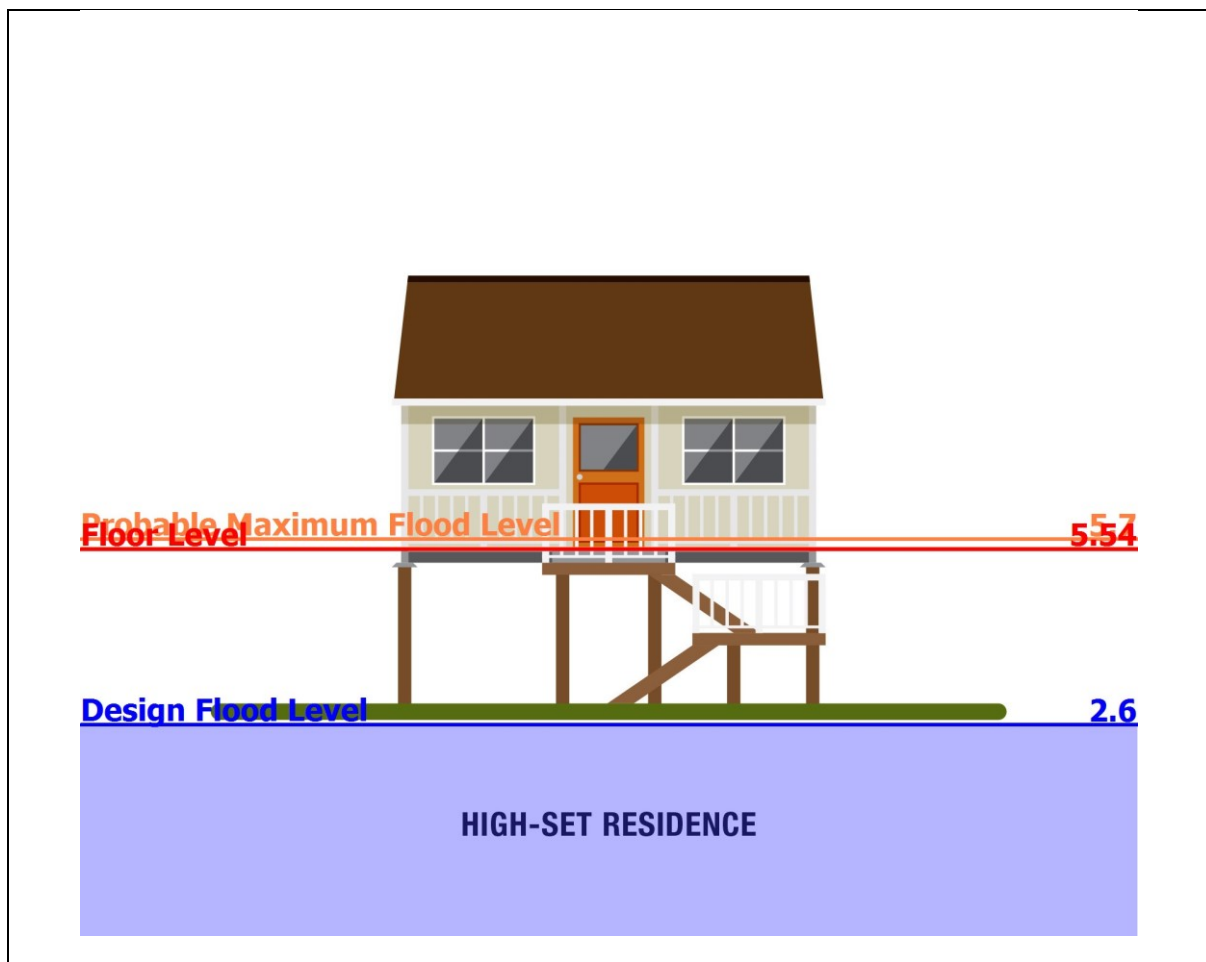 Probable Maximum Flood Level 5.7
Floor Level 5.54
Design Flood Level 2.6
HIGH-SET RESIDENCE